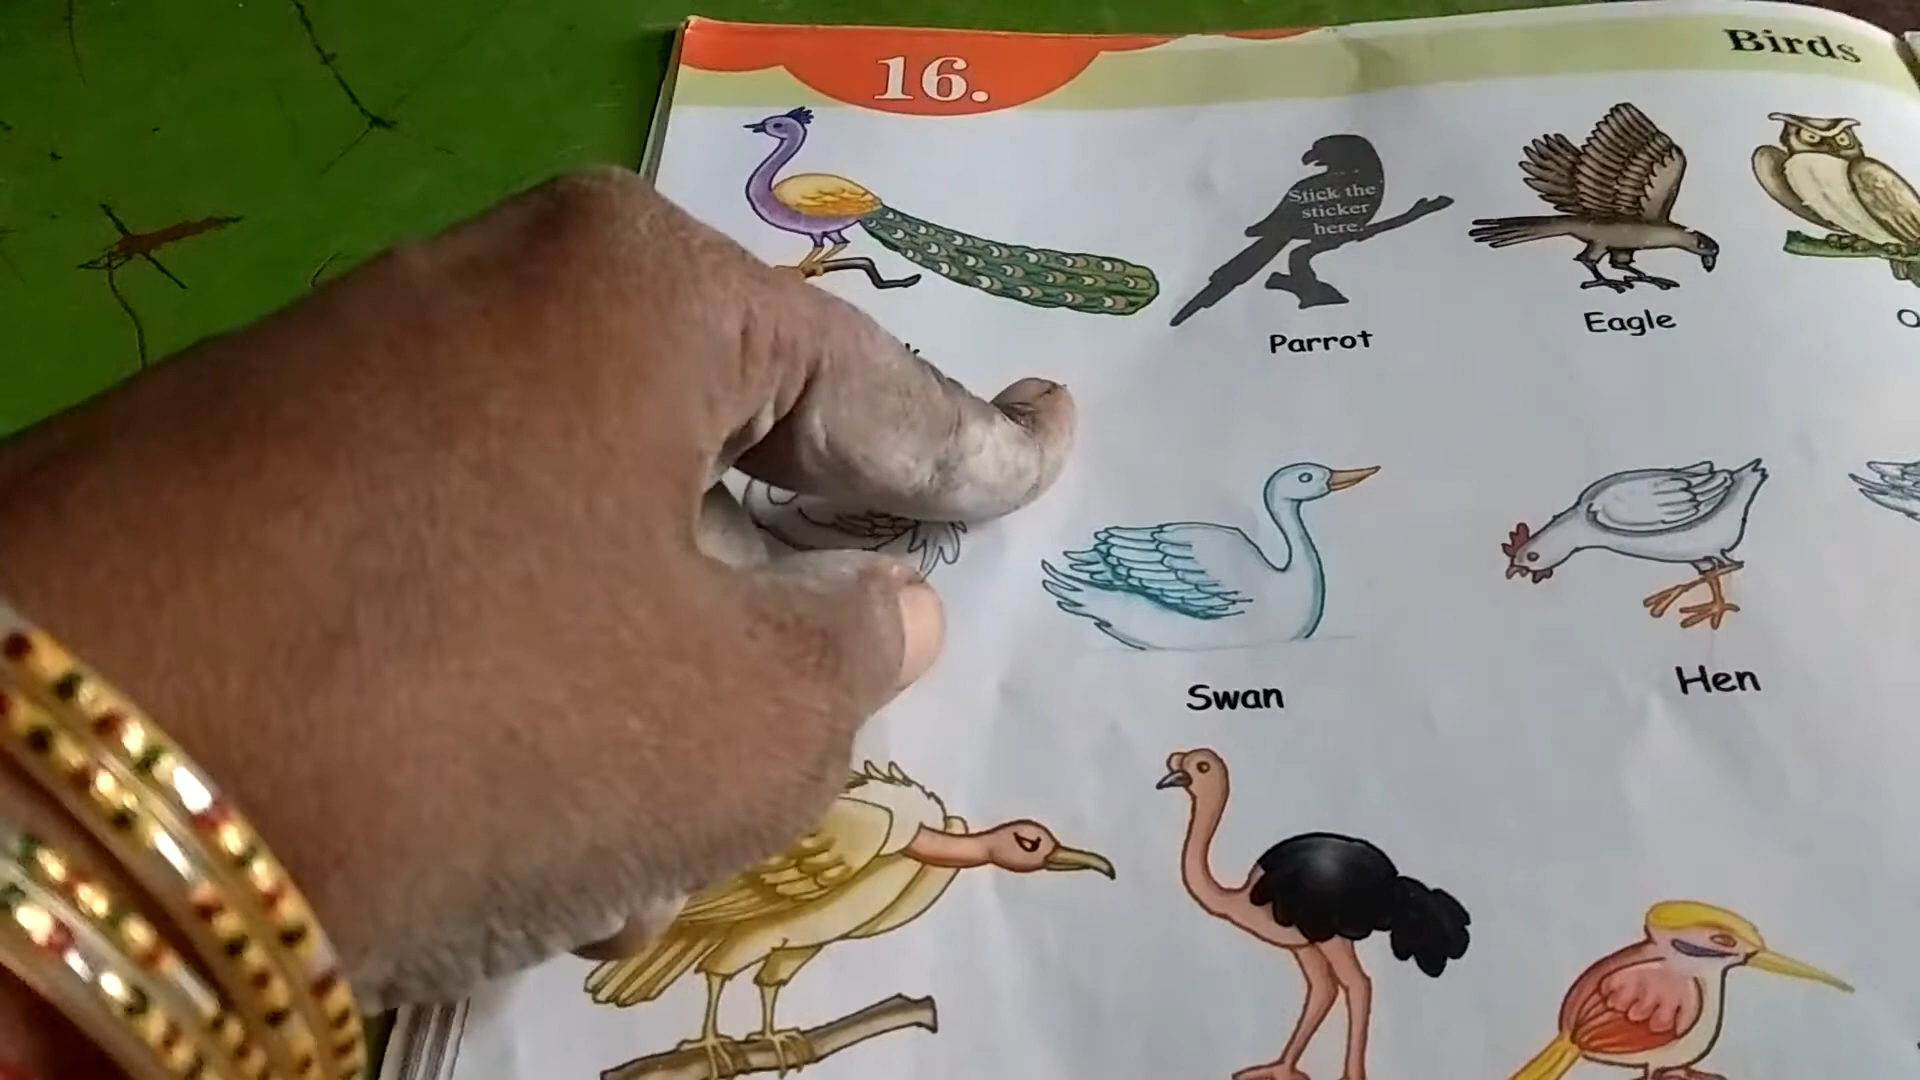 16.
Birds
Stick the
sticker
here.
Parrot
Eagle
Swan
Hen